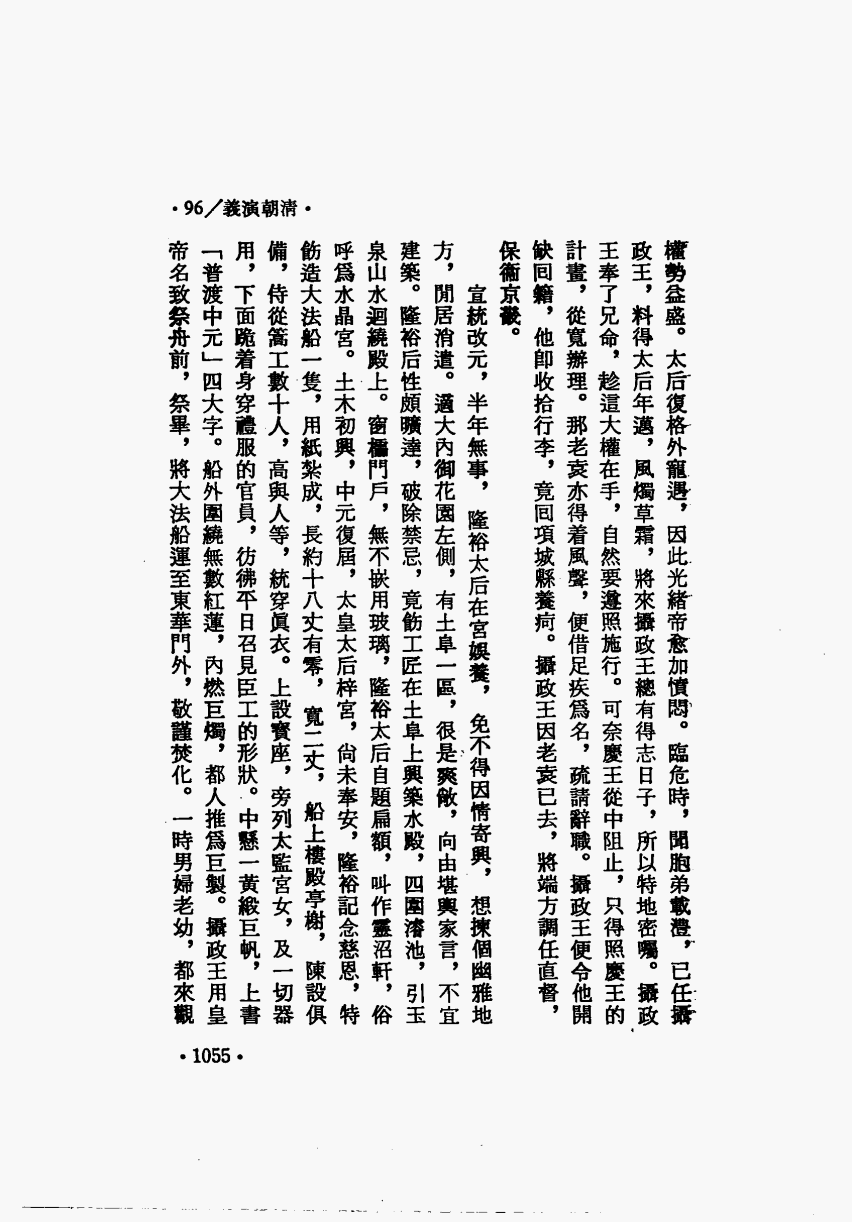 ·96／義演朝清·
權勢益盛。太后復格外寵遇，因此光緒帝愈加憤悶。臨危時，聞胞弟載灃，已任攝
政王，料得太后年邁，風燭草霜，將來攝政王總有得志日子，所以特地密囑。攝政
王奉了兄命，趁這大權在手，自然要遵照施行。可奈慶王從中阻止，只得照慶王的
計畫，從寬辦理。那老袁亦得着風聲，便借足疾爲名，疏請辭職。攝政王便令他開
缺回籍，他卽收拾行李，竟回項城縣養疴。攝政王因老袁已去，將端方調任直督，
保衞京畿。
宣統改元，半年無事，隆裕太后在宮娛養，免不得因情寄興，想揀個幽雅地
方，閒居消遣。適大內御花園左側，有土阜一區，很是爽敞，向由堪輿家言，不宜
建築。隆裕后性頗曠達，破除禁忌，竟飭工匠在土阜上興築水殿，四圍濬池，引玉
泉山水迴繞殿上。窗櫺門戶，無不嵌用玻璃，隆裕太后自題扁額，叫作靈沼軒，俗
呼爲水晶宮。土木初興，中元復屆，太皇太后梓宮，尙未奉安，隆裕記念慈恩，特
飭造大法船一隻，用紙紮成，長約十八丈有零，寬二丈，船上樓殿亭榭，陳設俱
備，侍從篙工數十人，高與人等，統穿眞衣。上設寳座，旁列太監宮女，及一切器
用，下面跪着身穿禮服的官員，彷彿平日召見臣工的形狀。中懸一黃緞巨帆，上書
「普渡中元」四大字。船外圍繞無數紅蓮，內燃巨燭，都人推爲巨製。攝政王用皇
帝名致祭舟前，祭畢，將大法船運至東華門外，敬謹焚化。一時男婦老幼，都來觀
·1055·